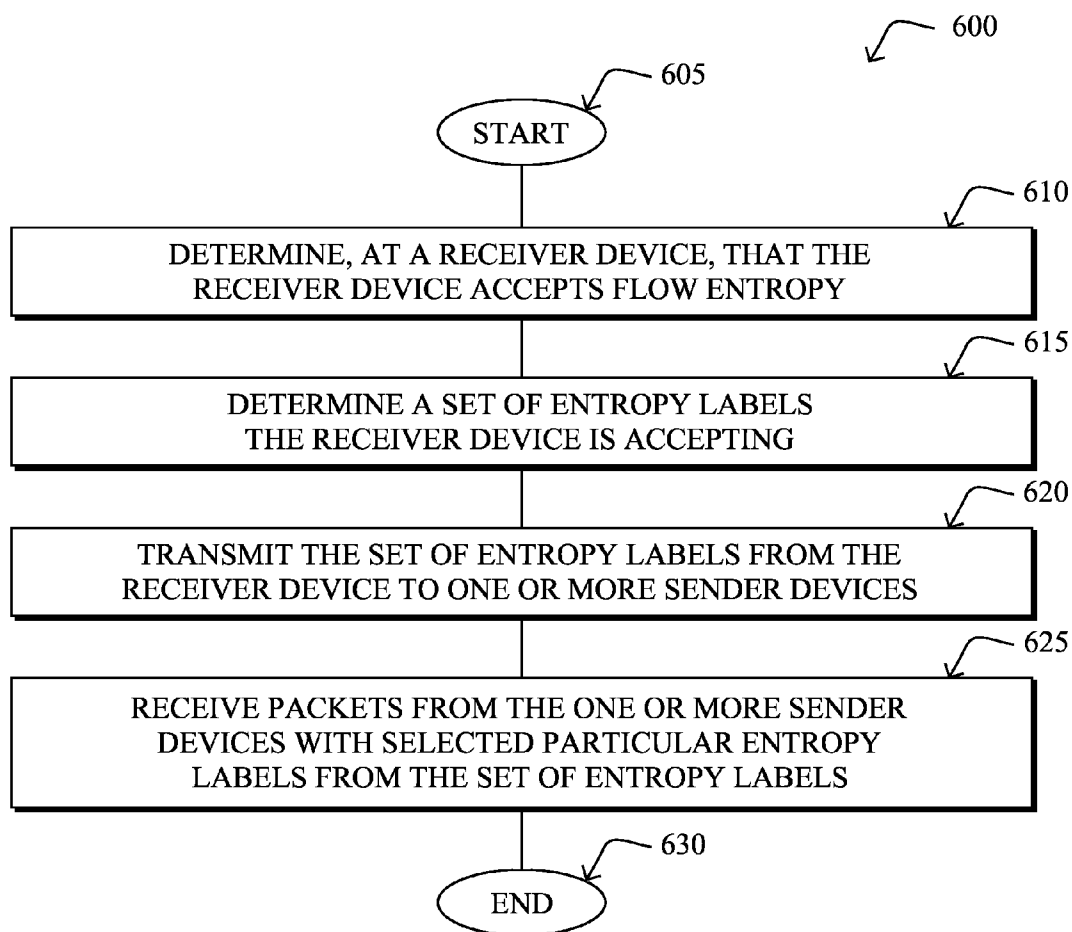 600
605
START
610
DETERMINE, AT A RECEIVER DEVICE, THAT THE
RECEIVER DEVICE ACCEPTS FLOW ENTROPY
615
DETERMINE A SET OF ENTROPY LABELS
THE RECEIVER DEVICE IS ACCEPTING
620
TRANSMIT THE SET OF ENTROPY LABELS FROM THE
RECEIVER DEVICE TO ONE OR MORE SENDER DEVICES
625
RECEIVE PACKETS FROM THE ONE OR MORE SENDER
DEVICES WITH SELECTED PARTICULAR ENTROPY
LABELS FROM THE SET OF ENTROPY LABELS
630
END